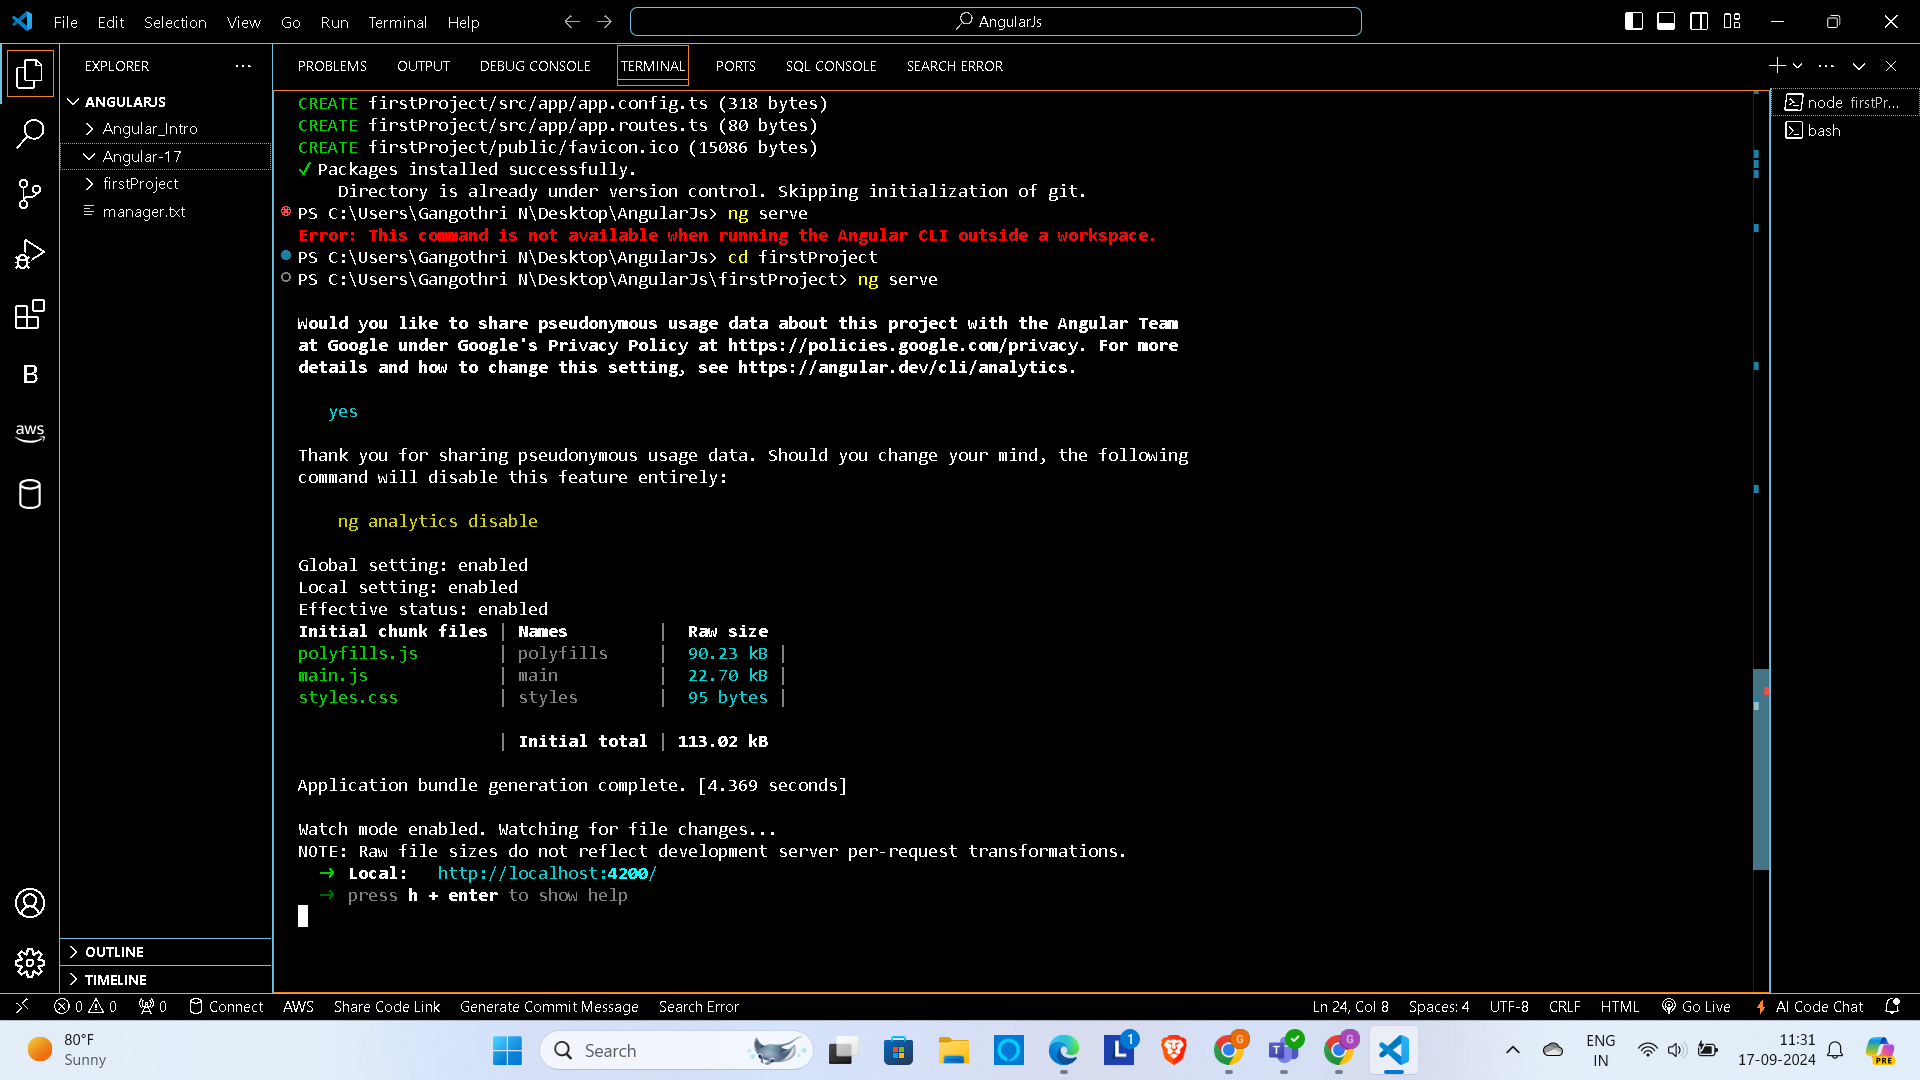 File Edit Selection View Go Run Terminal Help
AngularJs
EXPLORER
PROBLEMS OUTPUT DEBUG CONSOLE TERMINAL PORTS SQL CONSOLE SEARCH ERROR
ANGULARJS
Angular_Intro
Angular-17
firstProject
manager.txt
CREATE firstProject/src/app/app.config.ts (318 bytes)
CREATE firstProject/src/app/app.routes.ts (80 bytes)
CREATE firstProject/public/favicon.ico (15086 bytes)
✓ Packages installed successfully.
Directory is already under version control. Skipping initialization of git.
PS C:\Users\Gangothri N\Desktop\AngularJs> ng serve
Error: This command is not available when running the Angular CLI outside a workspace.
PS C:\Users\Gangothri N\Desktop\AngularJs> cd firstProject
PS C:\Users\Gangothri N\Desktop\AngularJs\firstProject> ng serve
Would you like to share pseudonymous usage data about this project with the Angular Team
at Google under Google's Privacy Policy at https://policies.google.com/privacy. For more
details and how to change this setting, see https://angular.dev/cli/analytics.
yes
Thank you for sharing pseudonymous usage data. Should you change your mind, the following
command will disable this feature entirely:
ng analytics disable
Global setting: enabled
Local setting: enabled
Effective status: enabled
Initial chunk files | Names | Raw size
polyfills.js | polyfills | 90.23 kB |
main.js | main | 22.70 kB |
styles.css | styles | 95 bytes |
| Initial total | 113.02 kB
Application bundle generation complete. [4.369 seconds]
Watch mode enabled. Watching for file changes...
NOTE: Raw file sizes do not reflect development server per-request transformations.
➜ Local: http://localhost:4200/
➜ press h + enter to show help
node firstPr...
bash
B
aws
OUTLINE
TIMELINE
0 0 0 Connect AWS Share Code Link Generate Commit Message Search Error
Ln 24, Col 8 Spaces: 4 UTF-8 CRLF HTML Go Live AI Code Chat
80°F
Sunny
Search
L
1
G
G
PRE
ENG
IN
11:31
17-09-2024